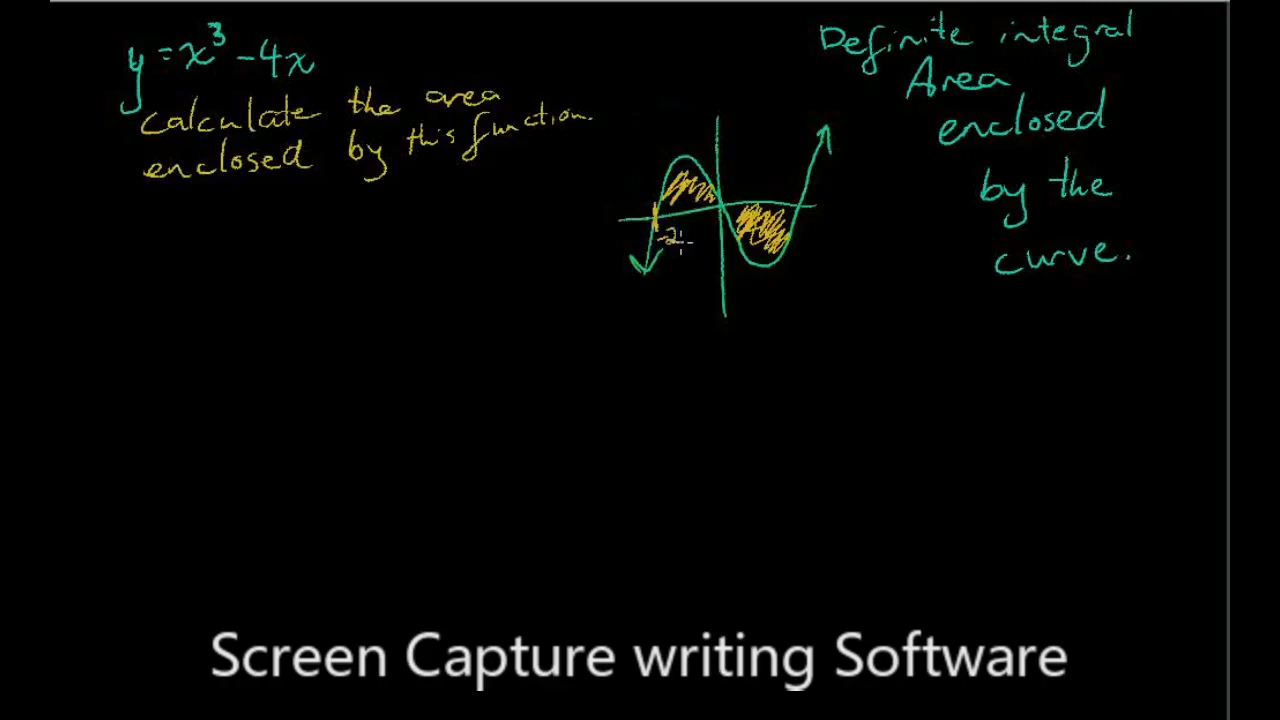 y = x³ - 4x
calculate the area
enclosed by this function.
Definite integral
Area
enclosed
by the
curve.
-2
Screen Capture writing Software